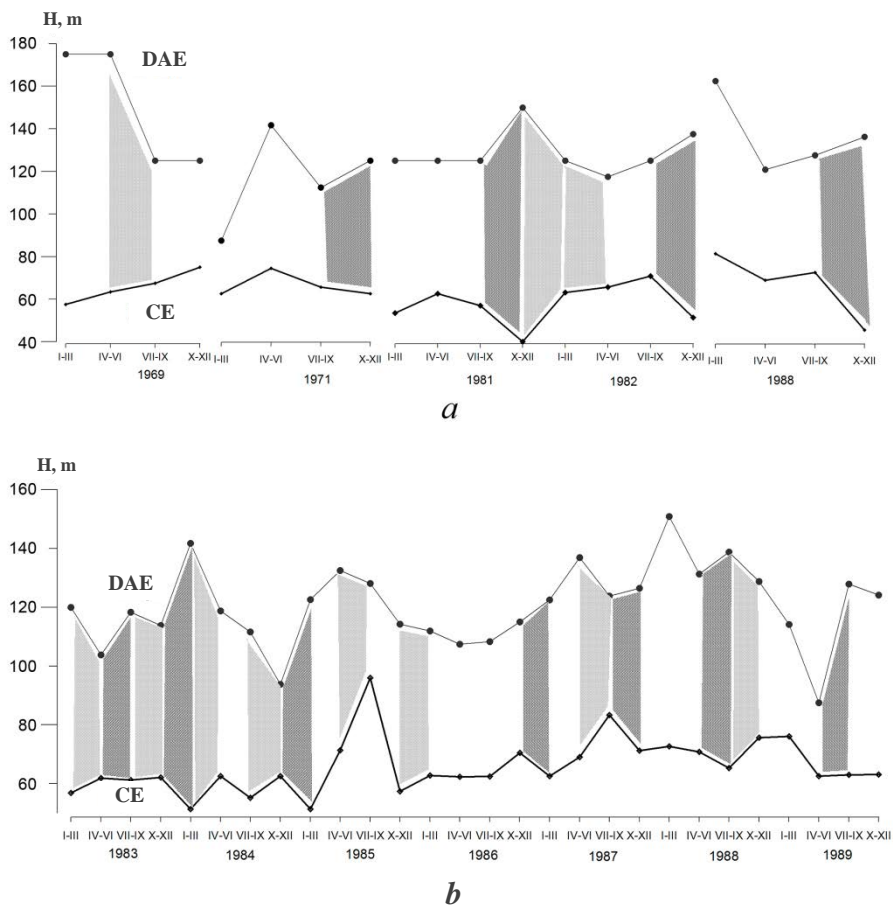 H, m
180
DAE
160
140
120
100
80
60
CE
40
I-III IV-VI VII-IX X-XII I-III IV-VI VII-IX X-XII I-III IV-VI VII-IX X-XII I-III IV-VI VII-IX X-XII I-III IV-VI VII-IX X-XII
1969 1971 1981 1982 1988
a
H, m
160
140
DAE
120
100
80
CE
60
I-III IV-VI VII-IX X-XII I-III IV-VI VII-IX X-XII I-III IV-VI VII-IX X-XII I-III IV-VI VII-IX X-XII I-III IV-VI VII-IX X-XII I-III IV-VI VII-IX X-XII I-III IV-VI VII-IX X-XII
1983 1984 1985 1986 1987 1988 1989
b